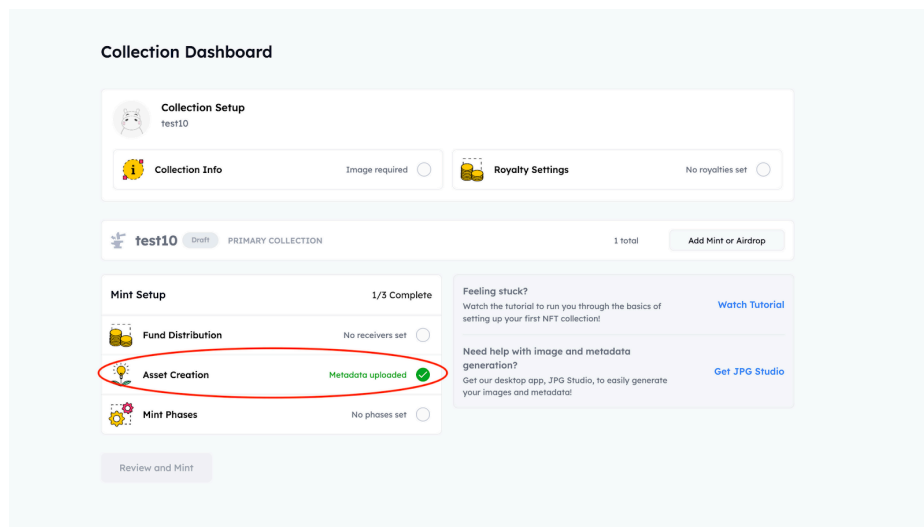 Collection Dashboard
Collection Setup
test10
Collection Info
Image required
Royalty Settings
No royalties set
test10
Draft
PRIMARY COLLECTION
1 total
Add Mint or Airdrop
Mint Setup
1/3 Complete
Fund Distribution
No receivers set
Asset Creation
Metadata uploaded
Mint Phases
No phases set
Feeling stuck?
Watch the tutorial to run you through the basics of
setting up your first NFT collection!
Watch Tutorial
Need help with image and metadata
generation?
Get our desktop app, JPG Studio, to easily generate
your images and metadata!
Get JPG Studio
Review and Mint